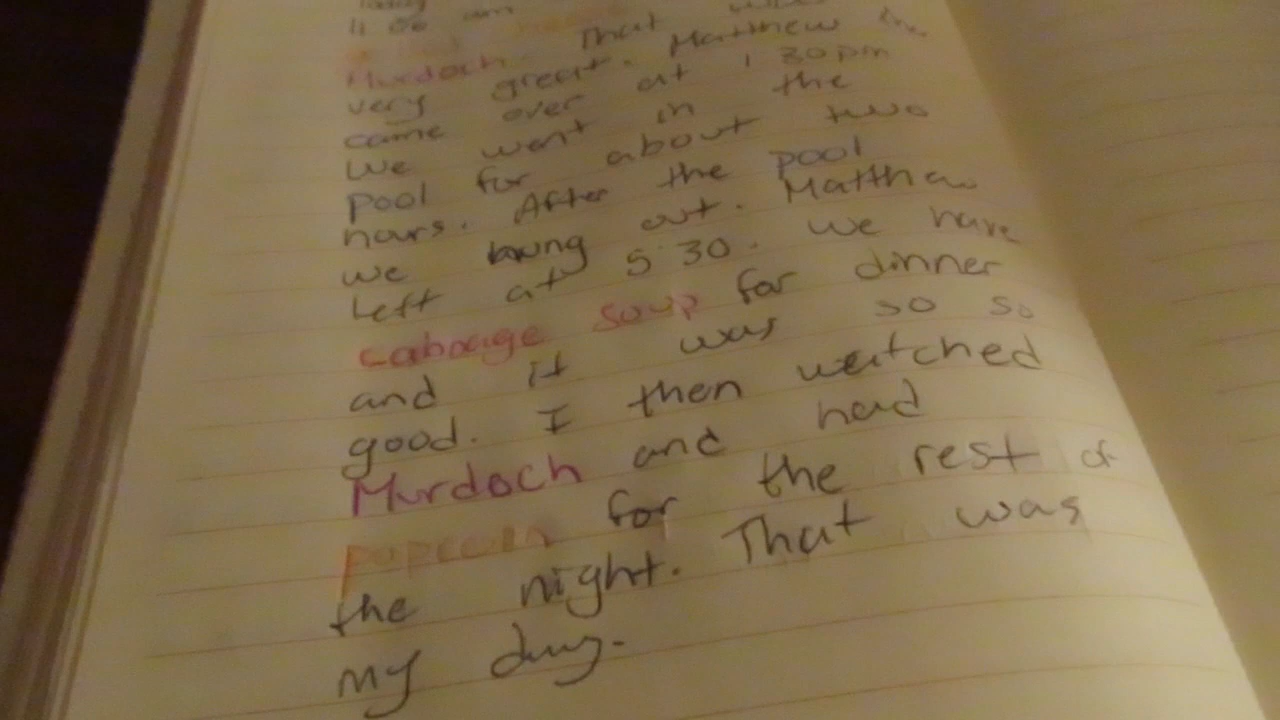 11:00 am
Murdoch. That was
very great. Matthew
came over at 1:30pm
We went in the
pool for about two
hours. After the pool
we hung out. Matthew
Left at 5:30. We have
cabbage soup for dinner
and it was so so
good. I then watched
Murdoch and had
popcorn for the rest of
the night. That was
my day.